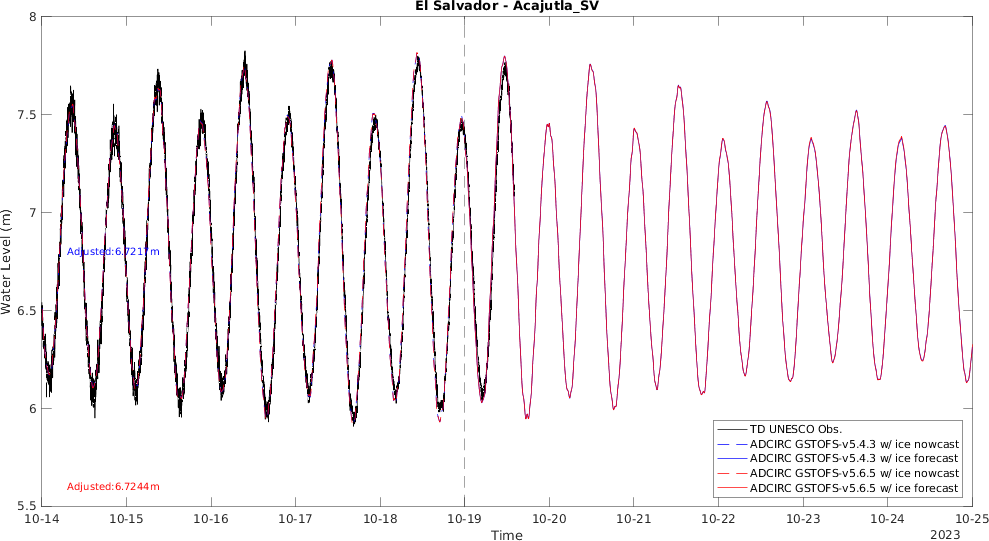 El Salvador - Acajutla_SV
8
7.5
7
6.5
6
5.5
Water Level (m)
Adjusted:6.7217m
Adjusted:6.7244m
TD UNESCO Obs.
ADCIRC GSTOFS-v5.4.3 w/ ice nowcast
ADCIRC GSTOFS-v5.4.3 w/ ice forecast
ADCIRC GSTOFS-v5.6.5 w/ ice nowcast
ADCIRC GSTOFS-v5.6.5 w/ ice forecast
10-14 10-15 10-16 10-17 10-18 10-19 10-20 10-21 10-22 10-23 10-24 10-25
Time
2023